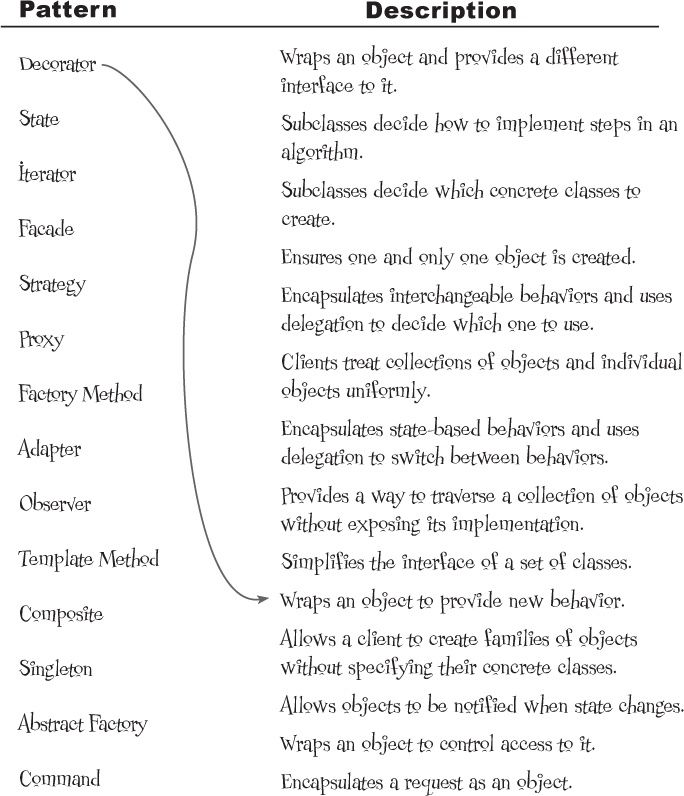 Pattern Description
Decorator
State
Iterator
Facade
Strategy
Proxy
Factory Method
Adapter
Observer
Template Method
Composite
Singleton
Abstract Factory
Command
Wraps an object and provides a different
interface to it.
Subclasses decide how to implement steps in an
algorithm.
Subclasses decide which concrete classes to
create.
Ensures one and only one object is created.
Encapsulates interchangeable behaviors and uses
delegation to decide which one to use.
Clients treat collections of objects and individual
objects uniformly.
Encapsulates state-based behaviors and uses
delegation to switch between behaviors.
Provides a way to traverse a collection of objects
without exposing its implementation.
Simplifies the interface of a set of classes.
Wraps an object to provide new behavior.
Allows a client to create families of objects
without specifying their concrete classes.
Allows objects to be notified when state changes.
Wraps an object to control access to it.
Encapsulates a request as an object.